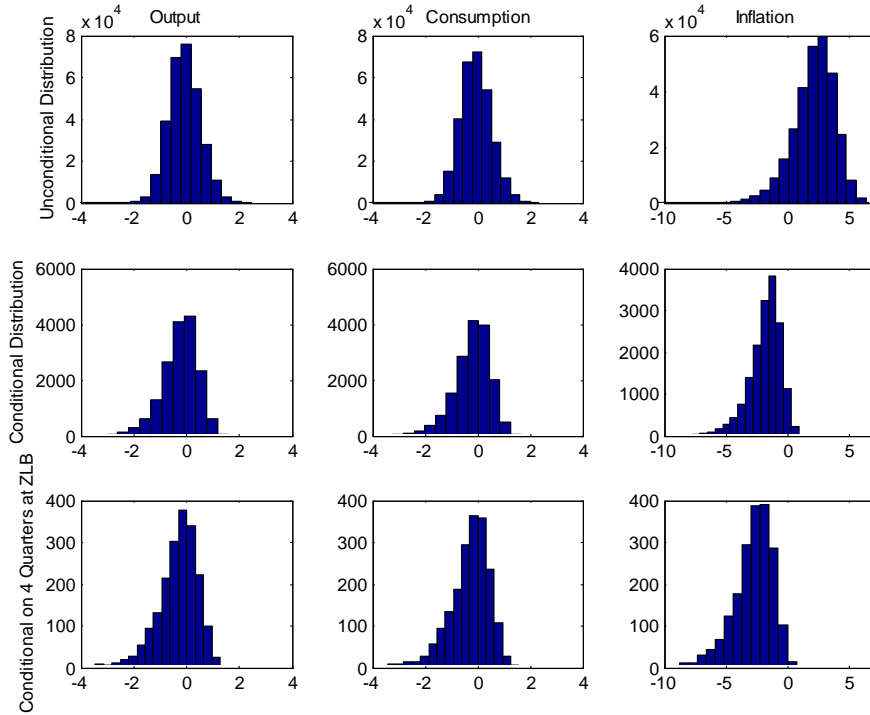 Output Consumption Inflation
x 10^4 x 10^4 x 10^4
Unconditional Distribution
8 6 4 2 0
-4 -2 0 2 4
8 6 4 2 0
-4 -2 0 2 4
6 4 2 0
-10 -5 0 5
Conditional Distribution
6000 4000 2000 0
-4 -2 0 2 4
6000 4000 2000 0
-4 -2 0 2 4
4000 3000 2000 1000 0
-10 -5 0 5
Conditional on 4 Quarters at ZLB
400 300 200 100 0
-4 -2 0 2 4
400 300 200 100 0
-4 -2 0 2 4
400 300 200 100 0
-10 -5 0 5